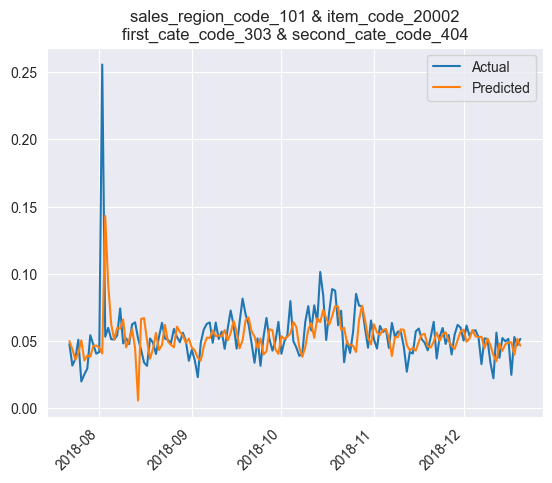 sales_region_code_101 & item_code_20002
first_cate_code_303 & second_cate_code_404
Actual
Predicted
0.25
0.20
0.15
0.10
0.05
0.00
2018-08
2018-09
2018-10
2018-11
2018-12